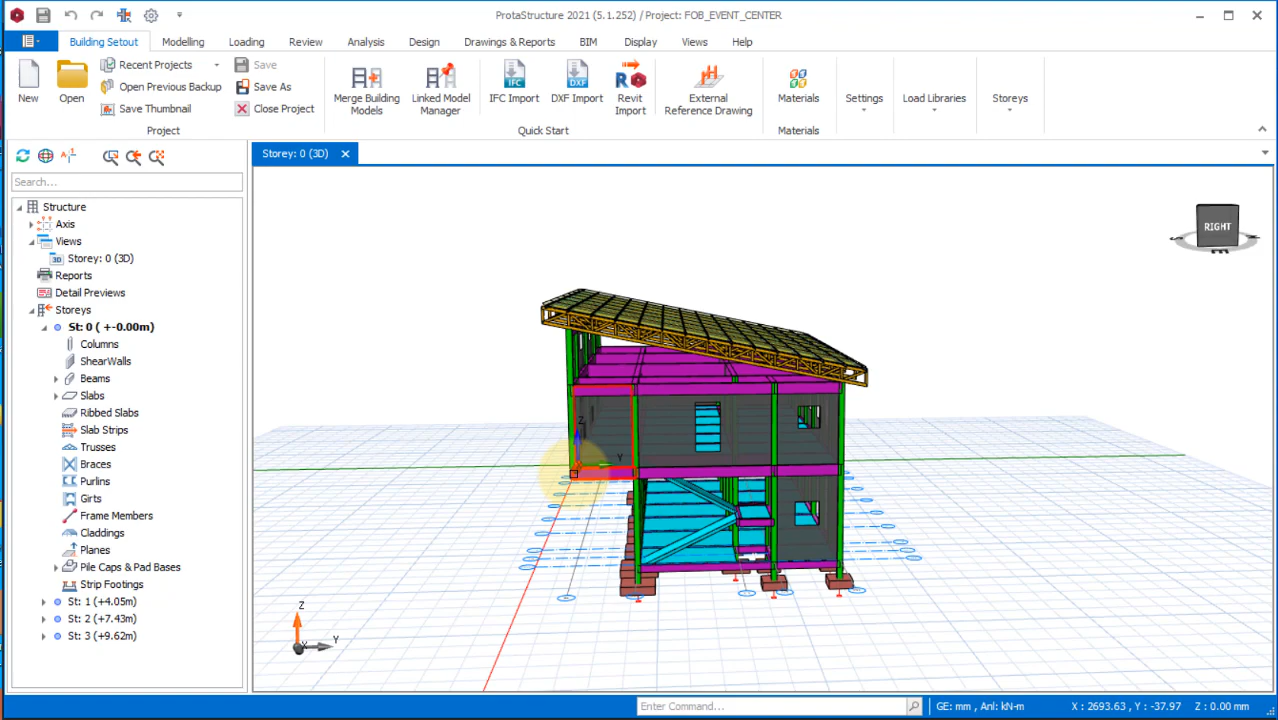 ProtaStructure 2021 (5.1.252) / Project: FOB_EVENT_CENTER
Building Setout Modelling Loading Review Analysis Design Drawings & Reports BIM Display Views Help
New
Open
Recent Projects
Open Previous Backup
Save Thumbnail
Save
Save As
Close Project
Project
Merge Building
Models
Linked Model
Manager
IFC
IFC Import
DXF
DXF Import
R
Revit
Import
External
Reference Drawing
Quick Start
Materials
Materials
Settings
Load Libraries
Storeys
Storey: 0 (3D)
Search...
Structure
Axis
Views
3D Storey: 0 (3D)
Reports
Detail Previews
Storeys
St: 0 ( +-0.00m)
Columns
ShearWalls
Beams
Slabs
Ribbed Slabs
Slab Strips
Trusses
Braces
Purlins
Girts
Frame Members
Claddings
Planes
Pile Caps & Pad Bases
Strip Footings
St: 1 (+4.05m)
St: 2 (+7.43m)
St: 3 (+9.62m)
RIGHT
Z
Y
Z
Y
X
Enter Command...
GE: mm , Anl: kN-m
X : 2693.63 , Y : -37.97
Z : 0.00 mm